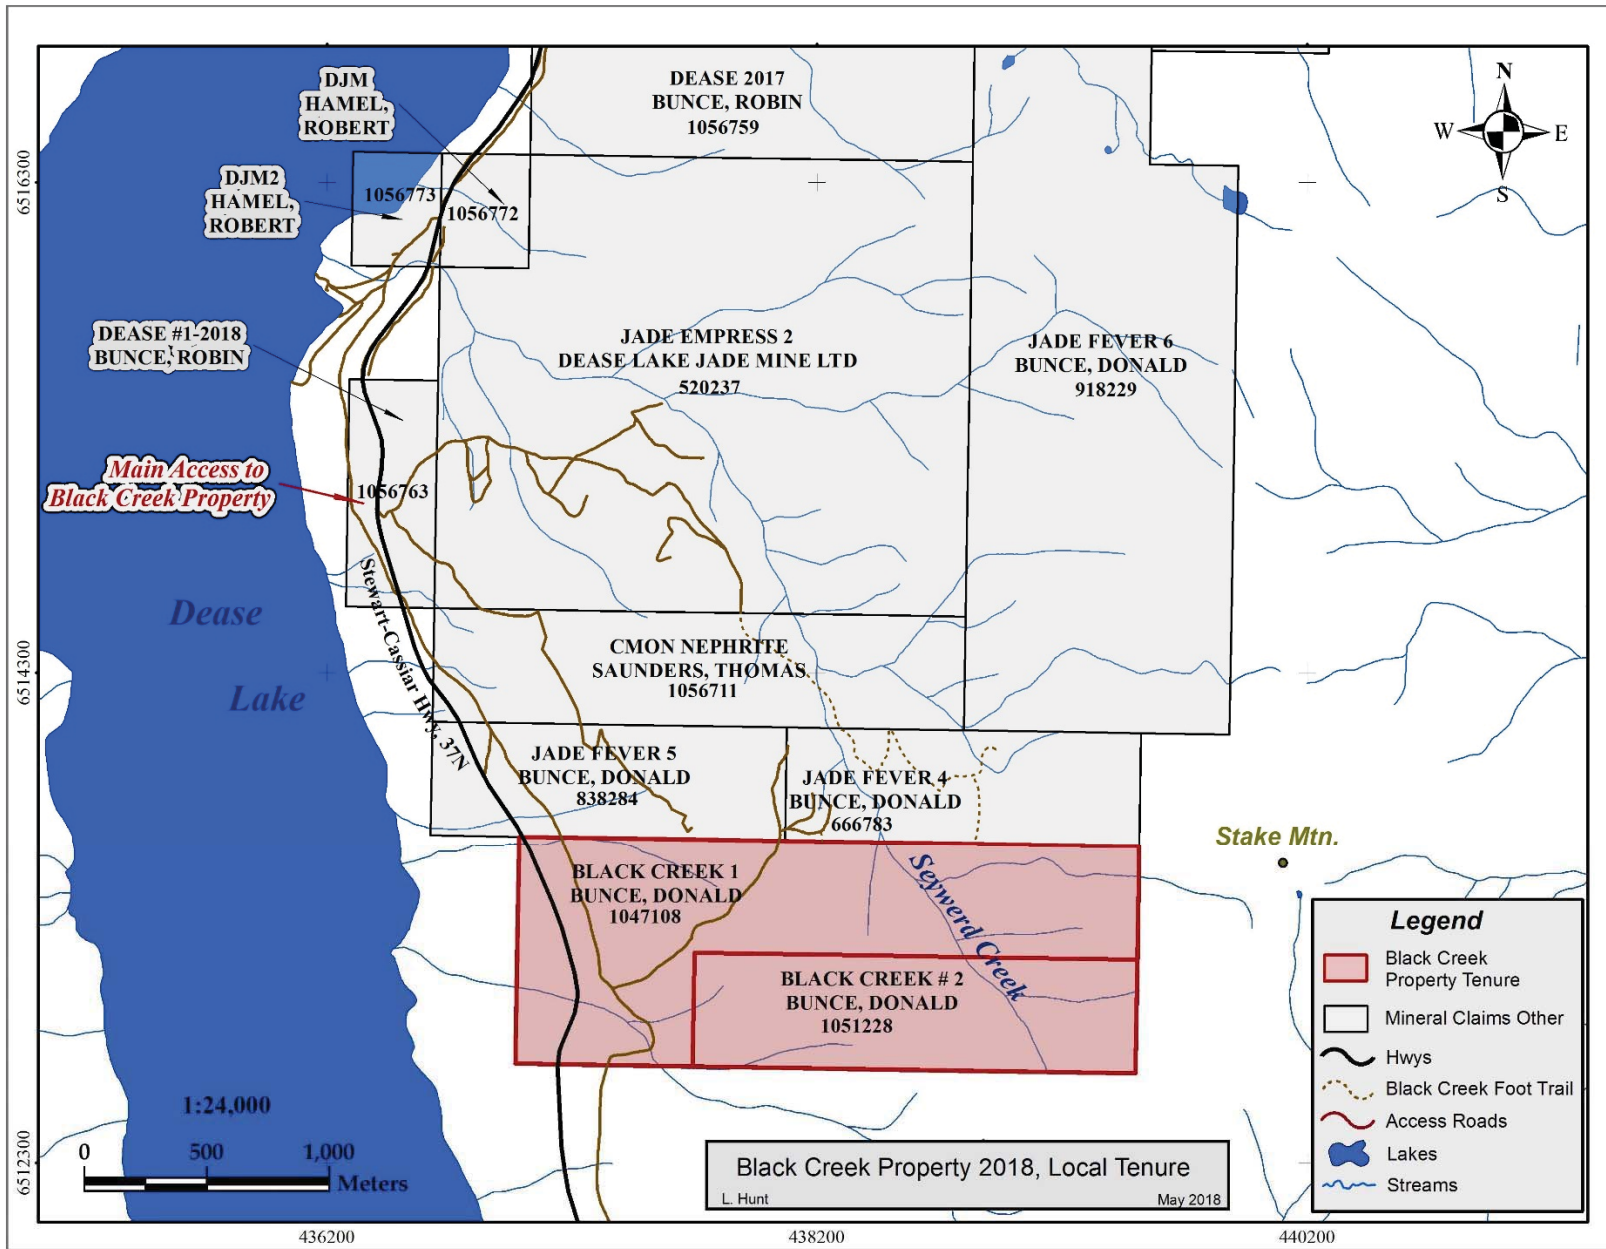 DJM
HAMEL,
ROBERT
DEASE 2017
BUNCE, ROBIN
1056759
N
W
E
S
DJM2
HAMEL,
ROBERT
1056773
1056772
6516300
DEASE #1-2018
BUNCE, ROBIN
JADE EMPRESS 2
DEASE LAKE JADE MINE LTD
520237
JADE FEVER 6
BUNCE, DONALD
918229
Main Access to
Black Creek Property
1056763
Stewart-Cassiar Hwy, 37N
Dease
Lake
6514300
CMON NEPHRITE
SAUNDERS, THOMAS
1056711
JADE FEVER 5
BUNCE, DONALD
838284
JADE FEVER 4
BUNCE, DONALD
666783
Stake Mtn.
BLACK CREEK 1
BUNCE, DONALD
1047108
Seywerd Creek
BLACK CREEK # 2
BUNCE, DONALD
1051228
Legend
Black Creek
Property Tenure
Mineral Claims Other
Hwys
Black Creek Foot Trail
Access Roads
Lakes
Streams
1:24,000
0
500
1,000
Meters
6512300
Black Creek Property 2018, Local Tenure
L. Hunt
May 2018
436200
438200
440200